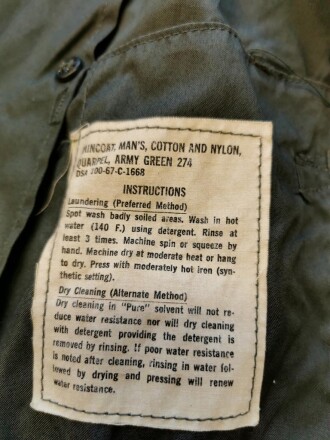 RAINCOAT, MAN'S, COTTON AND NYLON,
QUARPEL, ARMY GREEN 274
DSA 100-67-C-1668
INSTRUCTIONS
Laundering (Preferred Method)
Spot wash badly soiled areas. Wash in hot
water (140 F.) using detergent. Rinse at
least 3 times. Machine spin or squeeze by
hand. Machine dry at moderate heat or hang
to dry. Press with moderately hot iron (syn-
thetic setting).
Dry Cleaning (Alternate Method)
Dry cleaning in "Pure" solvent will not re-
duce water resistance nor will dry cleaning
with detergent providing the detergent is
removed by rinsing. If poor water resistance
is noted after cleaning, rinsing in water fol-
lowed by drying and pressing will renew
water resistance.